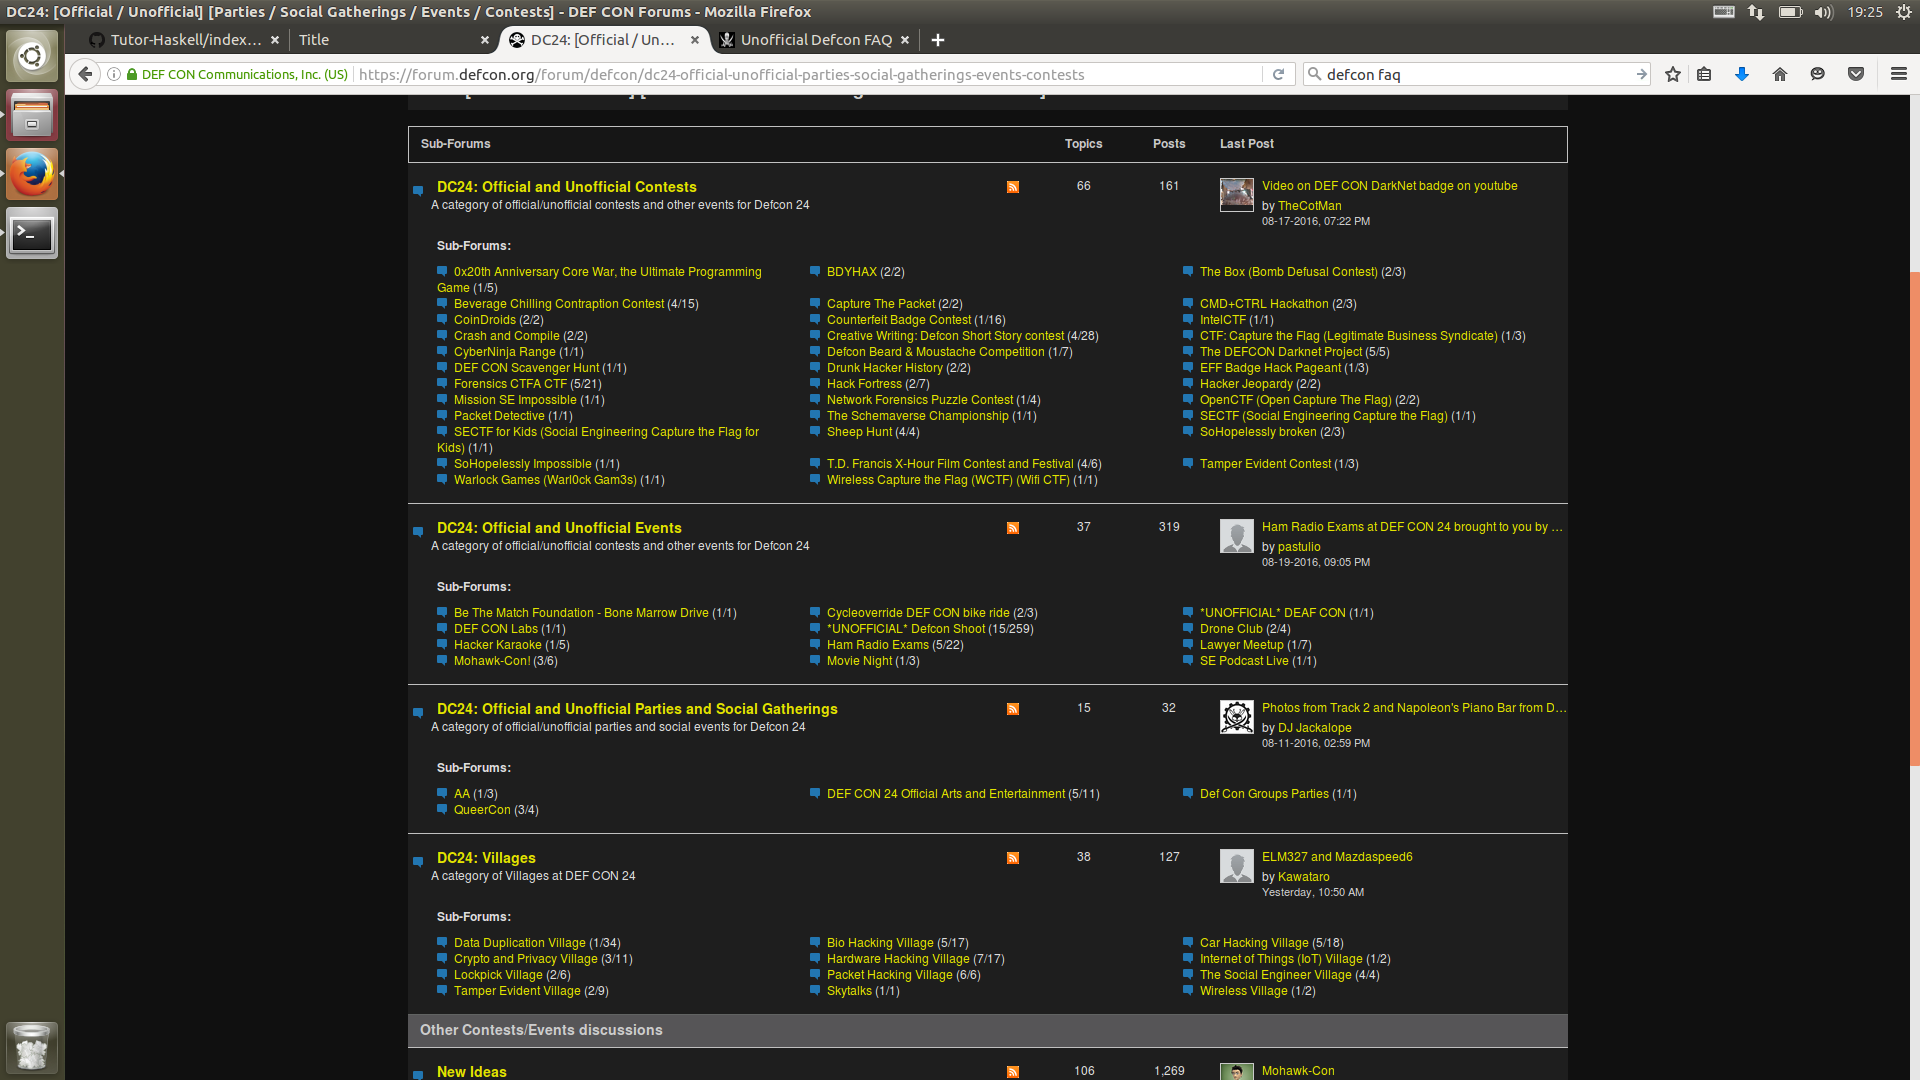 DC24: [Official / Unofficial] [Parties / Social Gatherings / Events / Contests] - DEF CON Forums - Mozilla Firefox
19:25
Tutor-Haskell/index...
Title
DC24: [Official / Un...
Unofficial Defcon FAQ
DEF CON Communications, Inc. (US)
https://forum.defcon.org/forum/defcon/dc24-official-unofficial-parties-social-gatherings-events-contests
defcon faq
Sub-Forums Topics Posts Last Post
DC24: Official and Unofficial Contests 66 161 Video on DEF CON DarkNet badge on youtube
A category of official/unofficial contests and other events for Defcon 24 by TheCotMan
08-17-2016, 07:22 PM
Sub-Forums:
0x20th Anniversary Core War, the Ultimate Programming BDYHAX (2/2) The Box (Bomb Defusal Contest) (2/3)
Game (1/5)
Beverage Chilling Contraption Contest (4/15) Capture The Packet (2/2) CMD+CTRL Hackathon (2/3)
CoinDroids (2/2) Counterfeit Badge Contest (1/16) IntelCTF (1/1)
Crash and Compile (2/2) Creative Writing: Defcon Short Story contest (4/28) CTF: Capture the Flag (Legitimate Business Syndicate) (1/3)
CyberNinja Range (1/1) Defcon Beard & Moustache Competition (1/7) The DEFCON Darknet Project (5/5)
DEF CON Scavenger Hunt (1/1) Drunk Hacker History (2/2) EFF Badge Hack Pageant (1/3)
Forensics CTFA CTF (5/21) Hack Fortress (2/7) Hacker Jeopardy (2/2)
Mission SE Impossible (1/1) Network Forensics Puzzle Contest (1/4) OpenCTF (Open Capture The Flag) (2/2)
Packet Detective (1/1) The Schemaverse Championship (1/1) SECTF (Social Engineering Capture the Flag) (1/1)
SECTF for Kids (Social Engineering Capture the Flag for Sheep Hunt (4/4) SoHopelessly broken (2/3)
Kids) (1/1)
SoHopelessly Impossible (1/1) T.D. Francis X-Hour Film Contest and Festival (4/6) Tamper Evident Contest (1/3)
Warlock Games (Warl0ck Gam3s) (1/1) Wireless Capture the Flag (WCTF) (Wifi CTF) (1/1)
DC24: Official and Unofficial Events 37 319 Ham Radio Exams at DEF CON 24 brought to you by ...
A category of official/unofficial contests and other events for Defcon 24 by pastulio
08-19-2016, 09:05 PM
Sub-Forums:
Be The Match Foundation - Bone Marrow Drive (1/1) Cycleoverride DEF CON bike ride (2/3) *UNOFFICIAL* DEAF CON (1/1)
DEF CON Labs (1/1) *UNOFFICIAL* Defcon Shoot (15/259) Drone Club (2/4)
Hacker Karaoke (1/5) Ham Radio Exams (5/22) Lawyer Meetup (1/7)
Mohawk-Con! (3/6) Movie Night (1/3) SE Podcast Live (1/1)
DC24: Official and Unofficial Parties and Social Gatherings 15 32 Photos from Track 2 and Napoleon's Piano Bar from D...
A category of official/unofficial parties and social events for Defcon 24 by DJ Jackalope
08-11-2016, 02:59 PM
Sub-Forums:
AA (1/3) DEF CON 24 Official Arts and Entertainment (5/11) Def Con Groups Parties (1/1)
QueerCon (3/4)
DC24: Villages 38 127 ELM327 and Mazdaspeed6
A category of Villages at DEF CON 24 by Kawataro
Yesterday, 10:50 AM
Sub-Forums:
Data Duplication Village (1/34) Bio Hacking Village (5/17) Car Hacking Village (5/18)
Crypto and Privacy Village (3/11) Hardware Hacking Village (7/17) Internet of Things (IoT) Village (1/2)
Lockpick Village (2/6) Packet Hacking Village (6/6) The Social Engineer Village (4/4)
Tamper Evident Village (2/9) Skytalks (1/1) Wireless Village (1/2)
Other Contests/Events discussions
New Ideas 106 1,269 Mohawk-Con